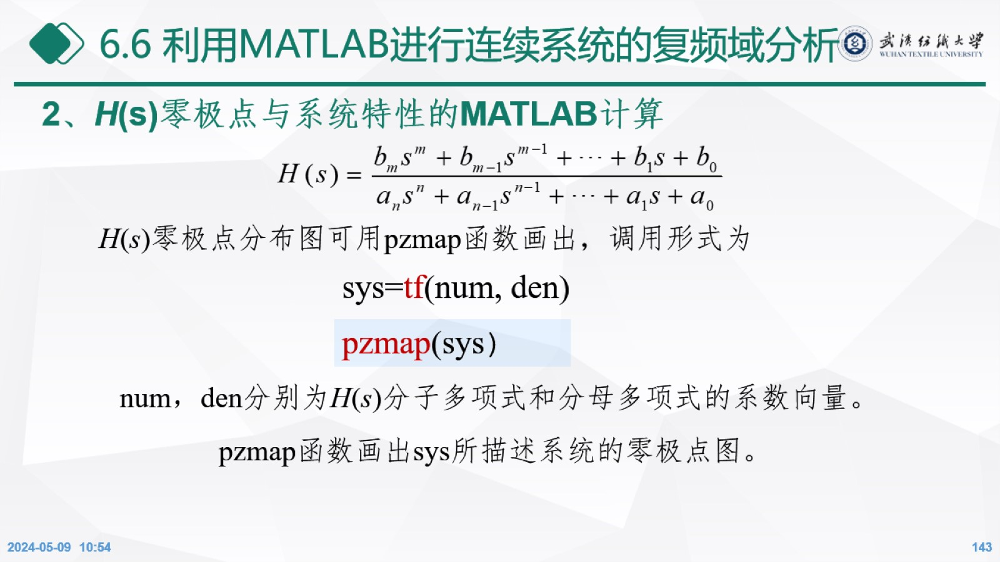 6.6 利用MATLAB进行连续系统的复频域分析
武汉纺织大学
WUHAN TEXTILE UNIVERSITY
2、H(s)零极点与系统特性的MATLAB计算
H(s) = \frac{b_m s^m + b_{m-1} s^{m-1} + \cdots + b_1 s + b_0}{a_n s^n + a_{n-1} s^{n-1} + \cdots + a_1 s + a_0}
H(s)零极点分布图可用pzmap函数画出，调用形式为
sys=tf(num, den)
pzmap(sys)
num，den分别为H(s)分子多项式和分母多项式的系数向量。
pzmap函数画出sys所描述系统的零极点图。
2024-05-09 10:54
143